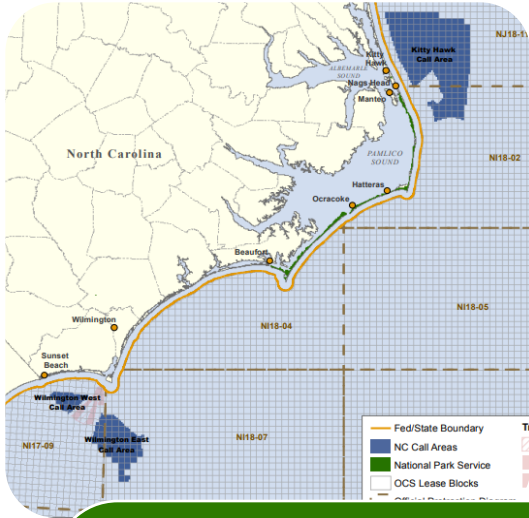 NJ18-1
Kitty Hawk
Call Area
Kitty
Hawk
ALBEMARLE
SOUND
Nags Head
Manteo
North Carolina
PAMLICO
SOUND
NI18-02
Hatteras
Ocracoke
Beaufort
NI18-05
NI18-04
Wilmington
Sunset
Beach
Wilmington West
Call Area
Wilmington East
Call Area
NI17-09
Ni18-07
Fed/State Boundary
NC Call Areas
National Park Service
OCS Lease Blocks